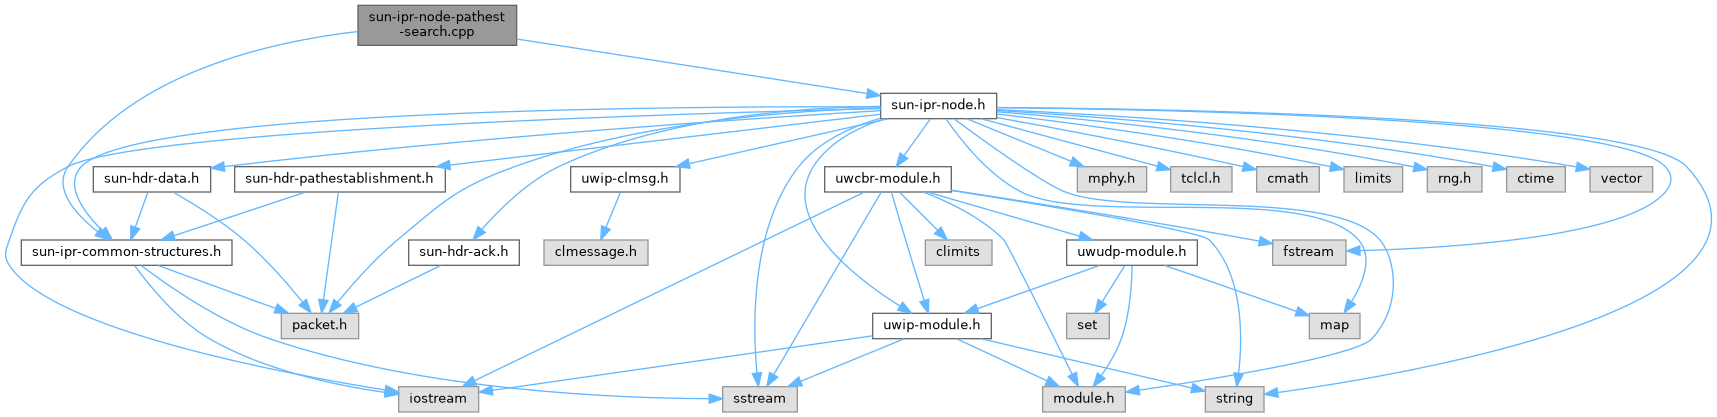 sun-ipr-node-pathest
-search.cpp
sun-ipr-node.h
sun-hdr-data.h
sun-hdr-pathestablishment.h
uwip-clmsg.h
uwcbr-module.h
mphy.h
tclcl.h
cmath
limits
rng.h
ctime
vector
sun-ipr-common-structures.h
sun-hdr-ack.h
clmessage.h
climits
uwudp-module.h
fstream
packet.h
uwip-module.h
set
map
iostream
sstream
module.h
string